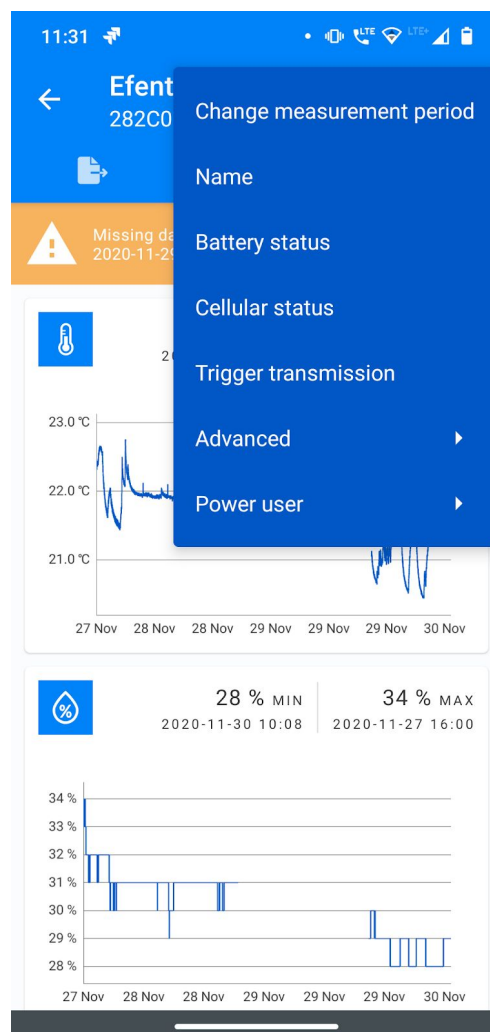 11:31
LTE LTE+
Efent
282C0
Change measurement period
Name
Battery status
Cellular status
Trigger transmission
Advanced
Power user
Missing da
2020-11-29
2
23.0 °C
22.0 °C
21.0 °C
27 Nov 28 Nov 28 Nov 29 Nov 29 Nov 29 Nov 30 Nov
%
28 % MIN 34 % MAX
2020-11-30 10:08 2020-11-27 16:00
34 %
33 %
32 %
31 %
30 %
29 %
28 %
27 Nov 28 Nov 28 Nov 29 Nov 29 Nov 29 Nov 30 Nov